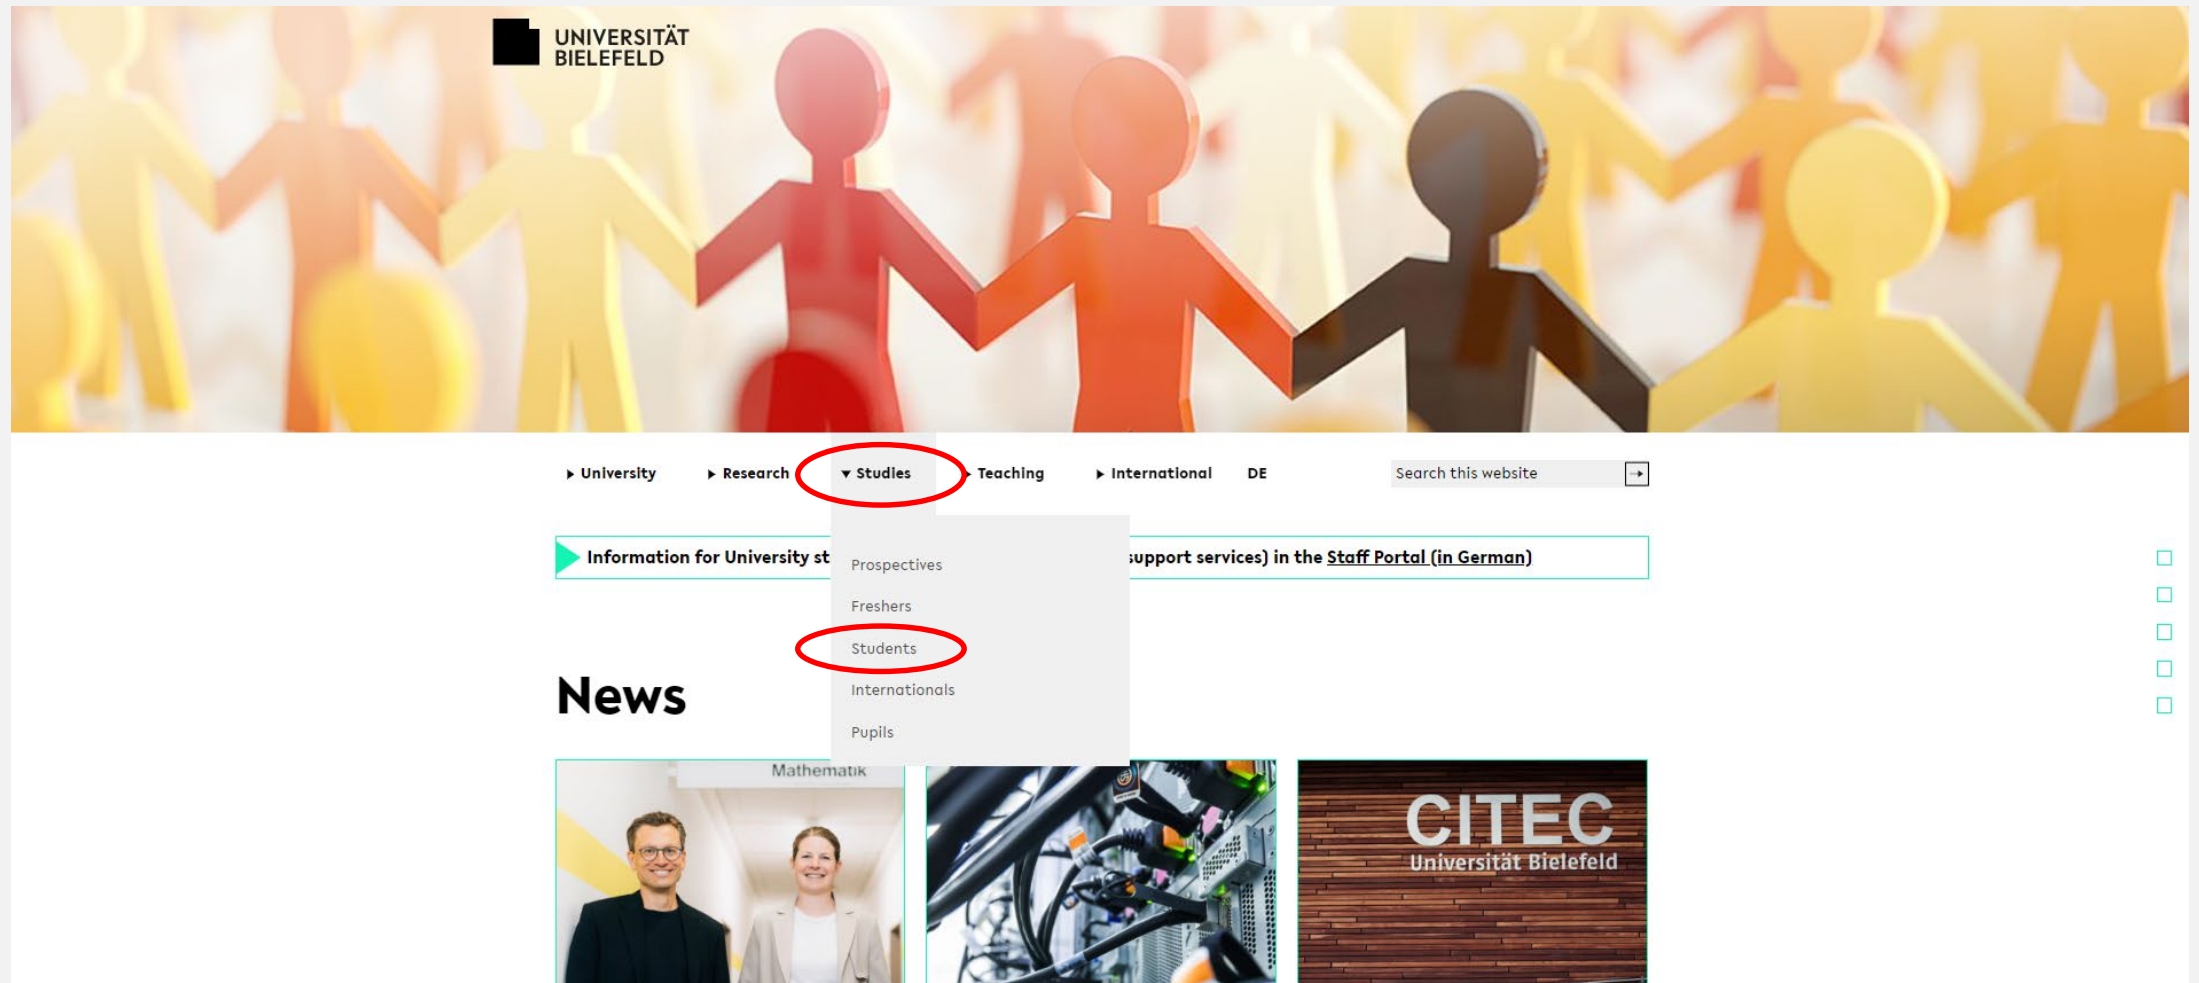 UNIVERSITÄT
BIELEFELD
University
Research
Studies
Teaching
International
DE
Search this website
Information for University st
support services) in the Staff Portal (in German)
Prospectives
Freshers
Students
Internationals
Pupils
News
Mathematik
CITEC
Universität Bielefeld